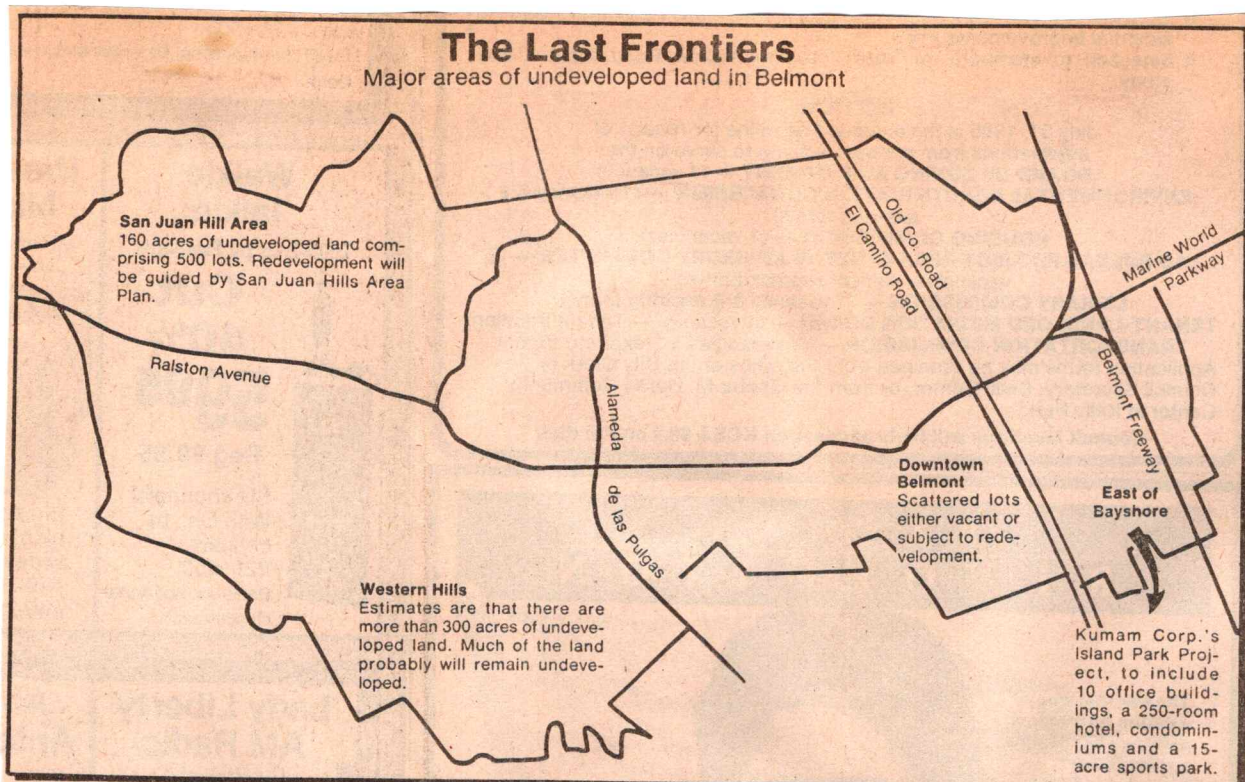 The Last Frontiers
Major areas of undeveloped land in Belmont
San Juan Hill Area
160 acres of undeveloped land com-
prising 500 lots. Redevelopment will
be guided by San Juan Hills Area
Plan.
Ralston Avenue
Alameda
de las Pulgas
El Camino Road
Old Co. Road
Marine World
Parkway
Belmont Freeway
Western Hills
Estimates are that there are
more than 300 acres of undeve-
loped land. Much of the land
probably will remain undeve-
loped.
Downtown
Belmont
Scattered lots
either vacant or
subject to rede-
velopment.
East of
Bayshore
Kumam Corp.'s
Island Park Proj-
ect, to include
10 office build-
ings, a 250-room
hotel, condomin-
iums and a 15-
acre sports park.